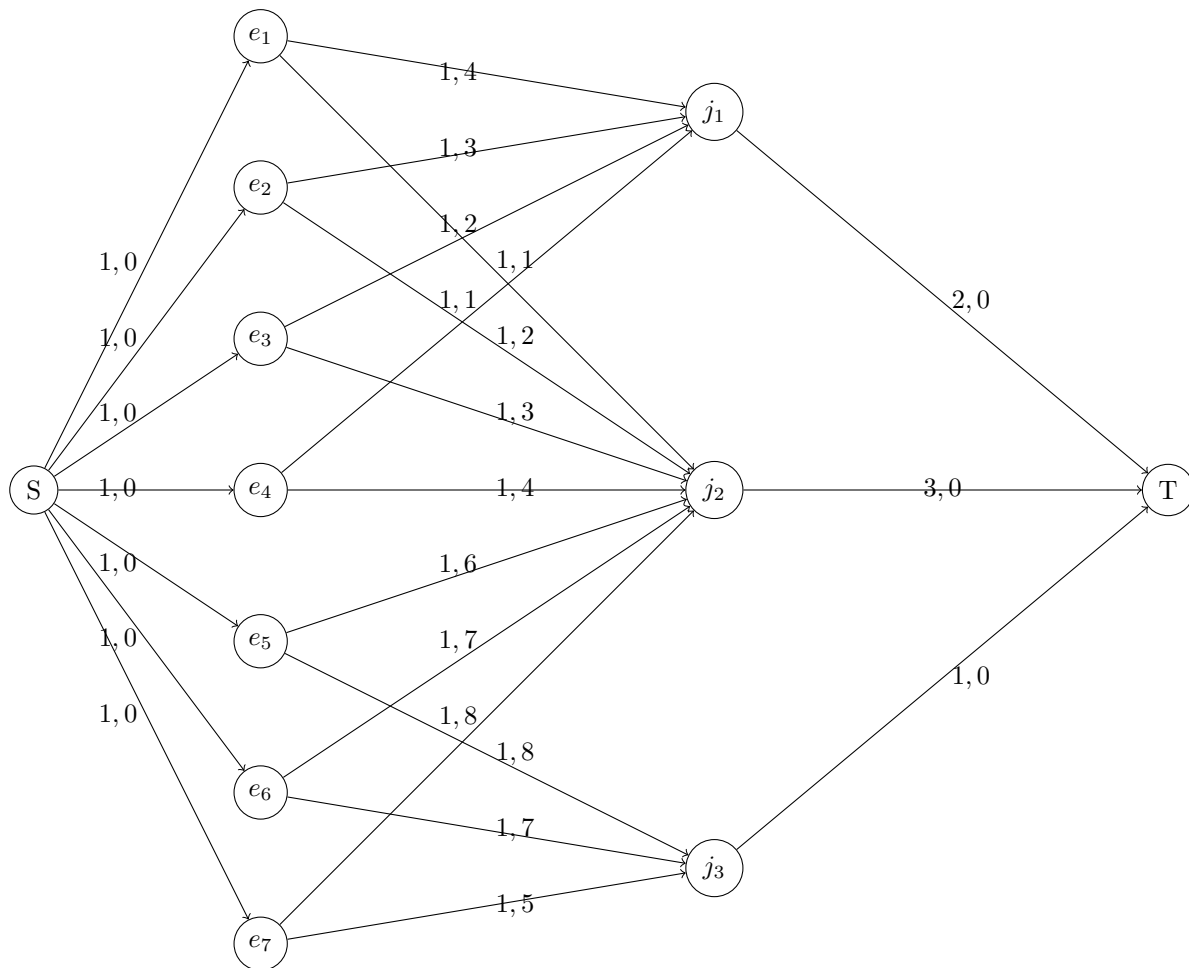 e₁
1, 4
j₁
1, 3
e₂
1, 2
1, 0
1, 1
1, 1
2, 0
1, 0
e₃
1, 2
1, 0
1, 3
S
1, 0
e₄
1, 4
j₂
3, 0
T
1, 0
1, 6
e₅
1, 0
1, 7
1, 0
1, 8
1, 8
1, 0
e₆
1, 7
j₃
1, 5
e₇